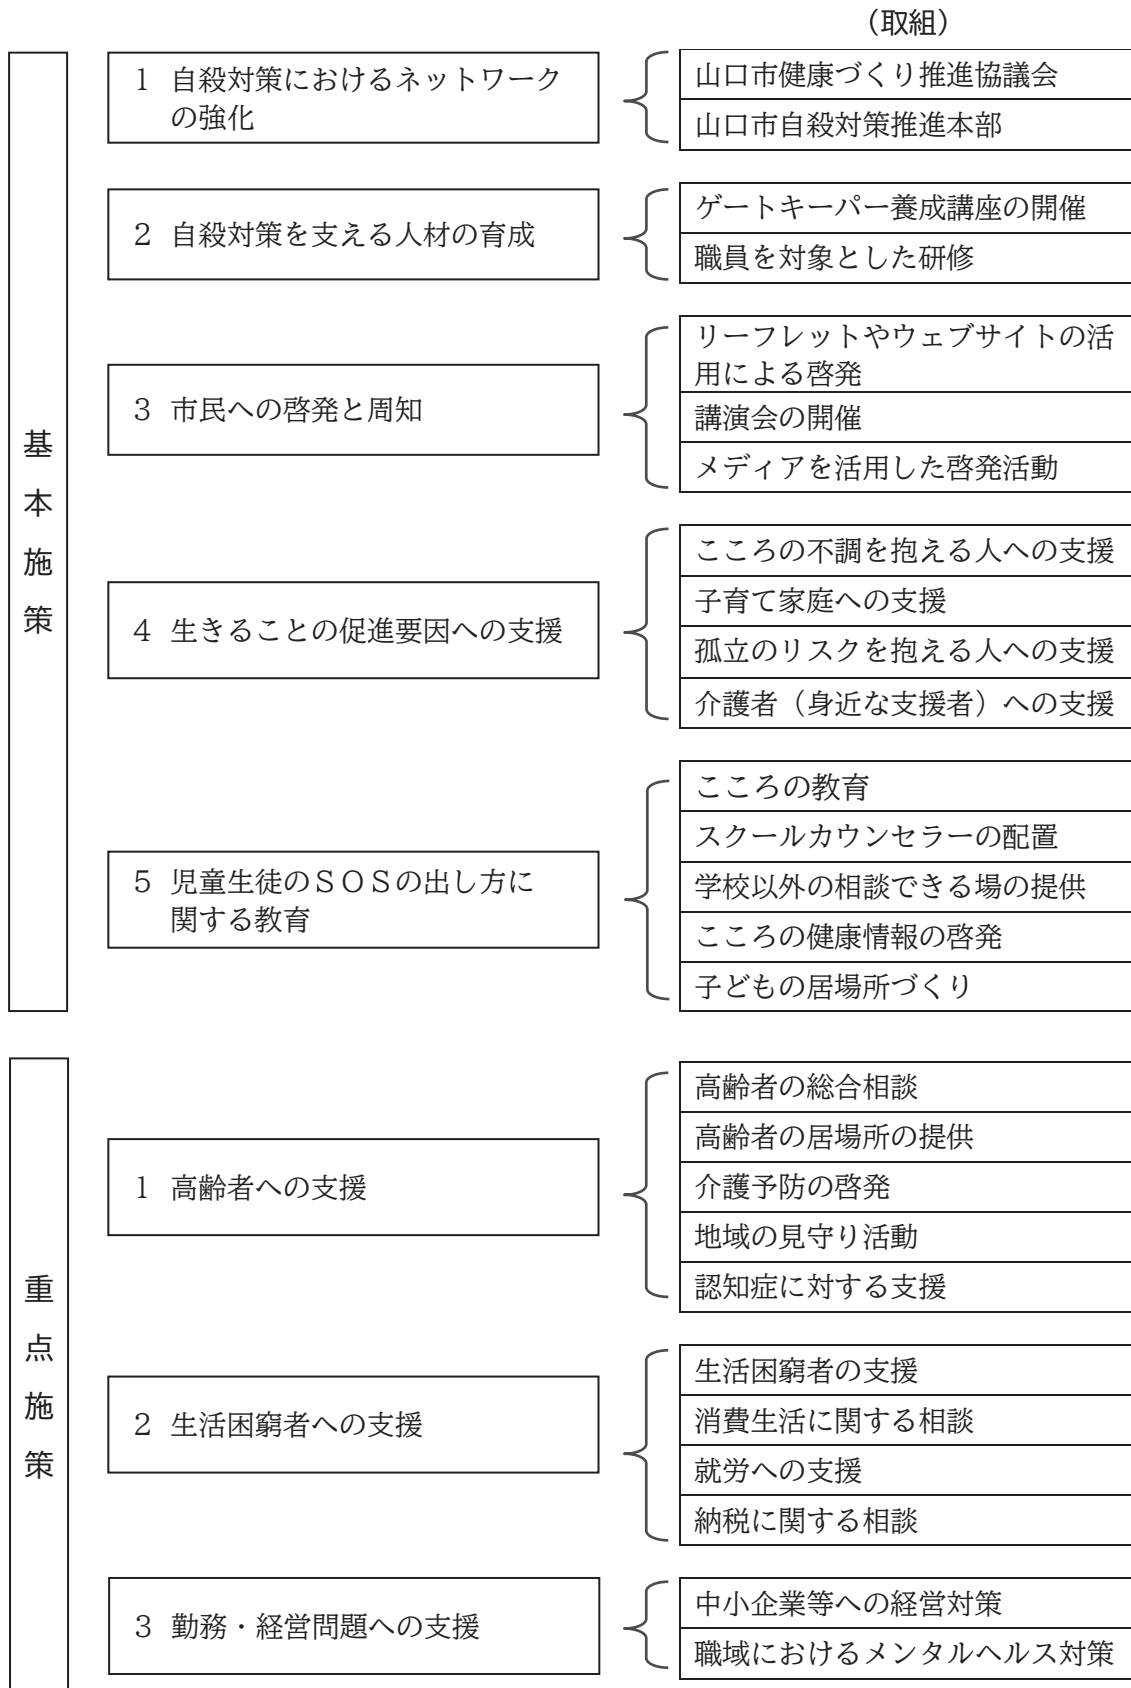 （取組）
基本施策
1 自殺対策におけるネットワーク
の強化
山口市健康づくり推進協議会
山口市自殺対策推進本部
2 自殺対策を支える人材の育成
ゲートキーパー養成講座の開催
職員を対象とした研修
3 市民への啓発と周知
リーフレットやウェブサイトの活
用による啓発
講演会の開催
メディアを活用した啓発活動
4 生きることの促進要因への支援
こころの不調を抱える人への支援
子育て家庭への支援
孤立のリスクを抱える人への支援
介護者（身近な支援者）への支援
5 児童生徒のＳＯＳの出し方に
関する教育
こころの教育
スクールカウンセラーの配置
学校以外の相談できる場の提供
こころの健康情報の啓発
子どもの居場所づくり
重点施策
1 高齢者への支援
高齢者の総合相談
高齢者の居場所の提供
介護予防の啓発
地域の見守り活動
認知症に対する支援
2 生活困窮者への支援
生活困窮者の支援
消費生活に関する相談
就労への支援
納税に関する相談
3 勤務・経営問題への支援
中小企業等への経営対策
職域におけるメンタルヘルス対策